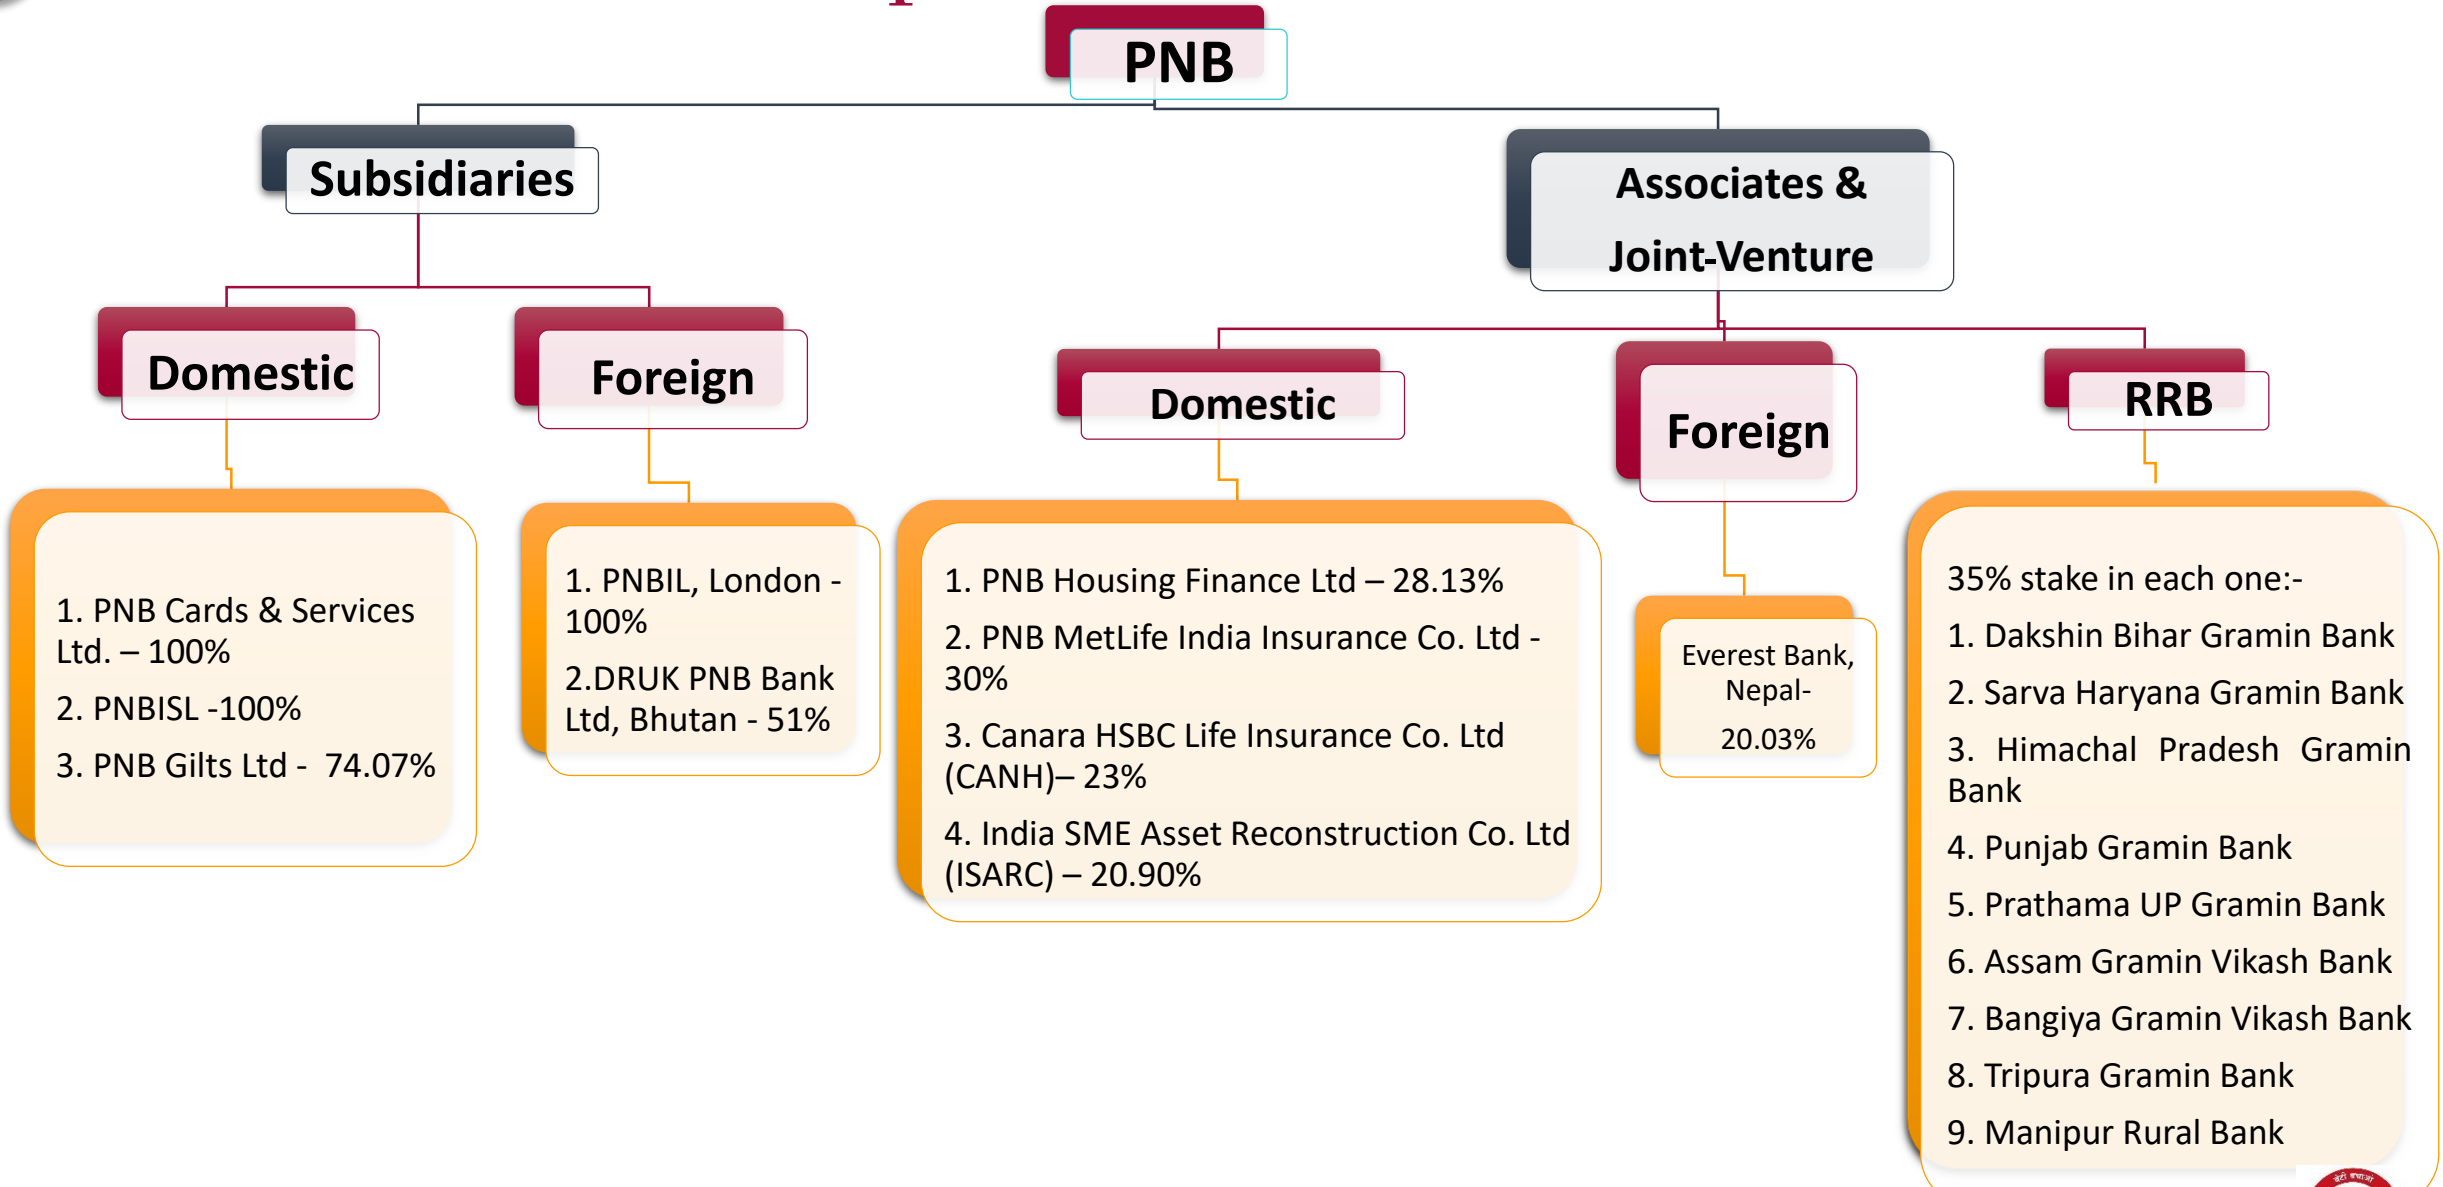 PNB
Subsidiaries
Associates &
Joint-Venture
Domestic
Foreign
Domestic
Foreign
RRB
1. PNB Cards & Services
Ltd. – 100%
2. PNBISL -100%
3. PNB Gilts Ltd - 74.07%
1. PNBIL, London -
100%
2.DRUK PNB Bank
Ltd, Bhutan - 51%
1. PNB Housing Finance Ltd – 28.13%
2. PNB MetLife India Insurance Co. Ltd -
30%
3. Canara HSBC Life Insurance Co. Ltd
(CANH)– 23%
4. India SME Asset Reconstruction Co. Ltd
(ISARC) – 20.90%
Everest Bank,
Nepal-
20.03%
35% stake in each one:-
1. Dakshin Bihar Gramin Bank
2. Sarva Haryana Gramin Bank
3. Himachal Pradesh Gramin
Bank
4. Punjab Gramin Bank
5. Prathama UP Gramin Bank
6. Assam Gramin Vikash Bank
7. Bangiya Gramin Vikash Bank
8. Tripura Gramin Bank
9. Manipur Rural Bank
बेटी बचाओ